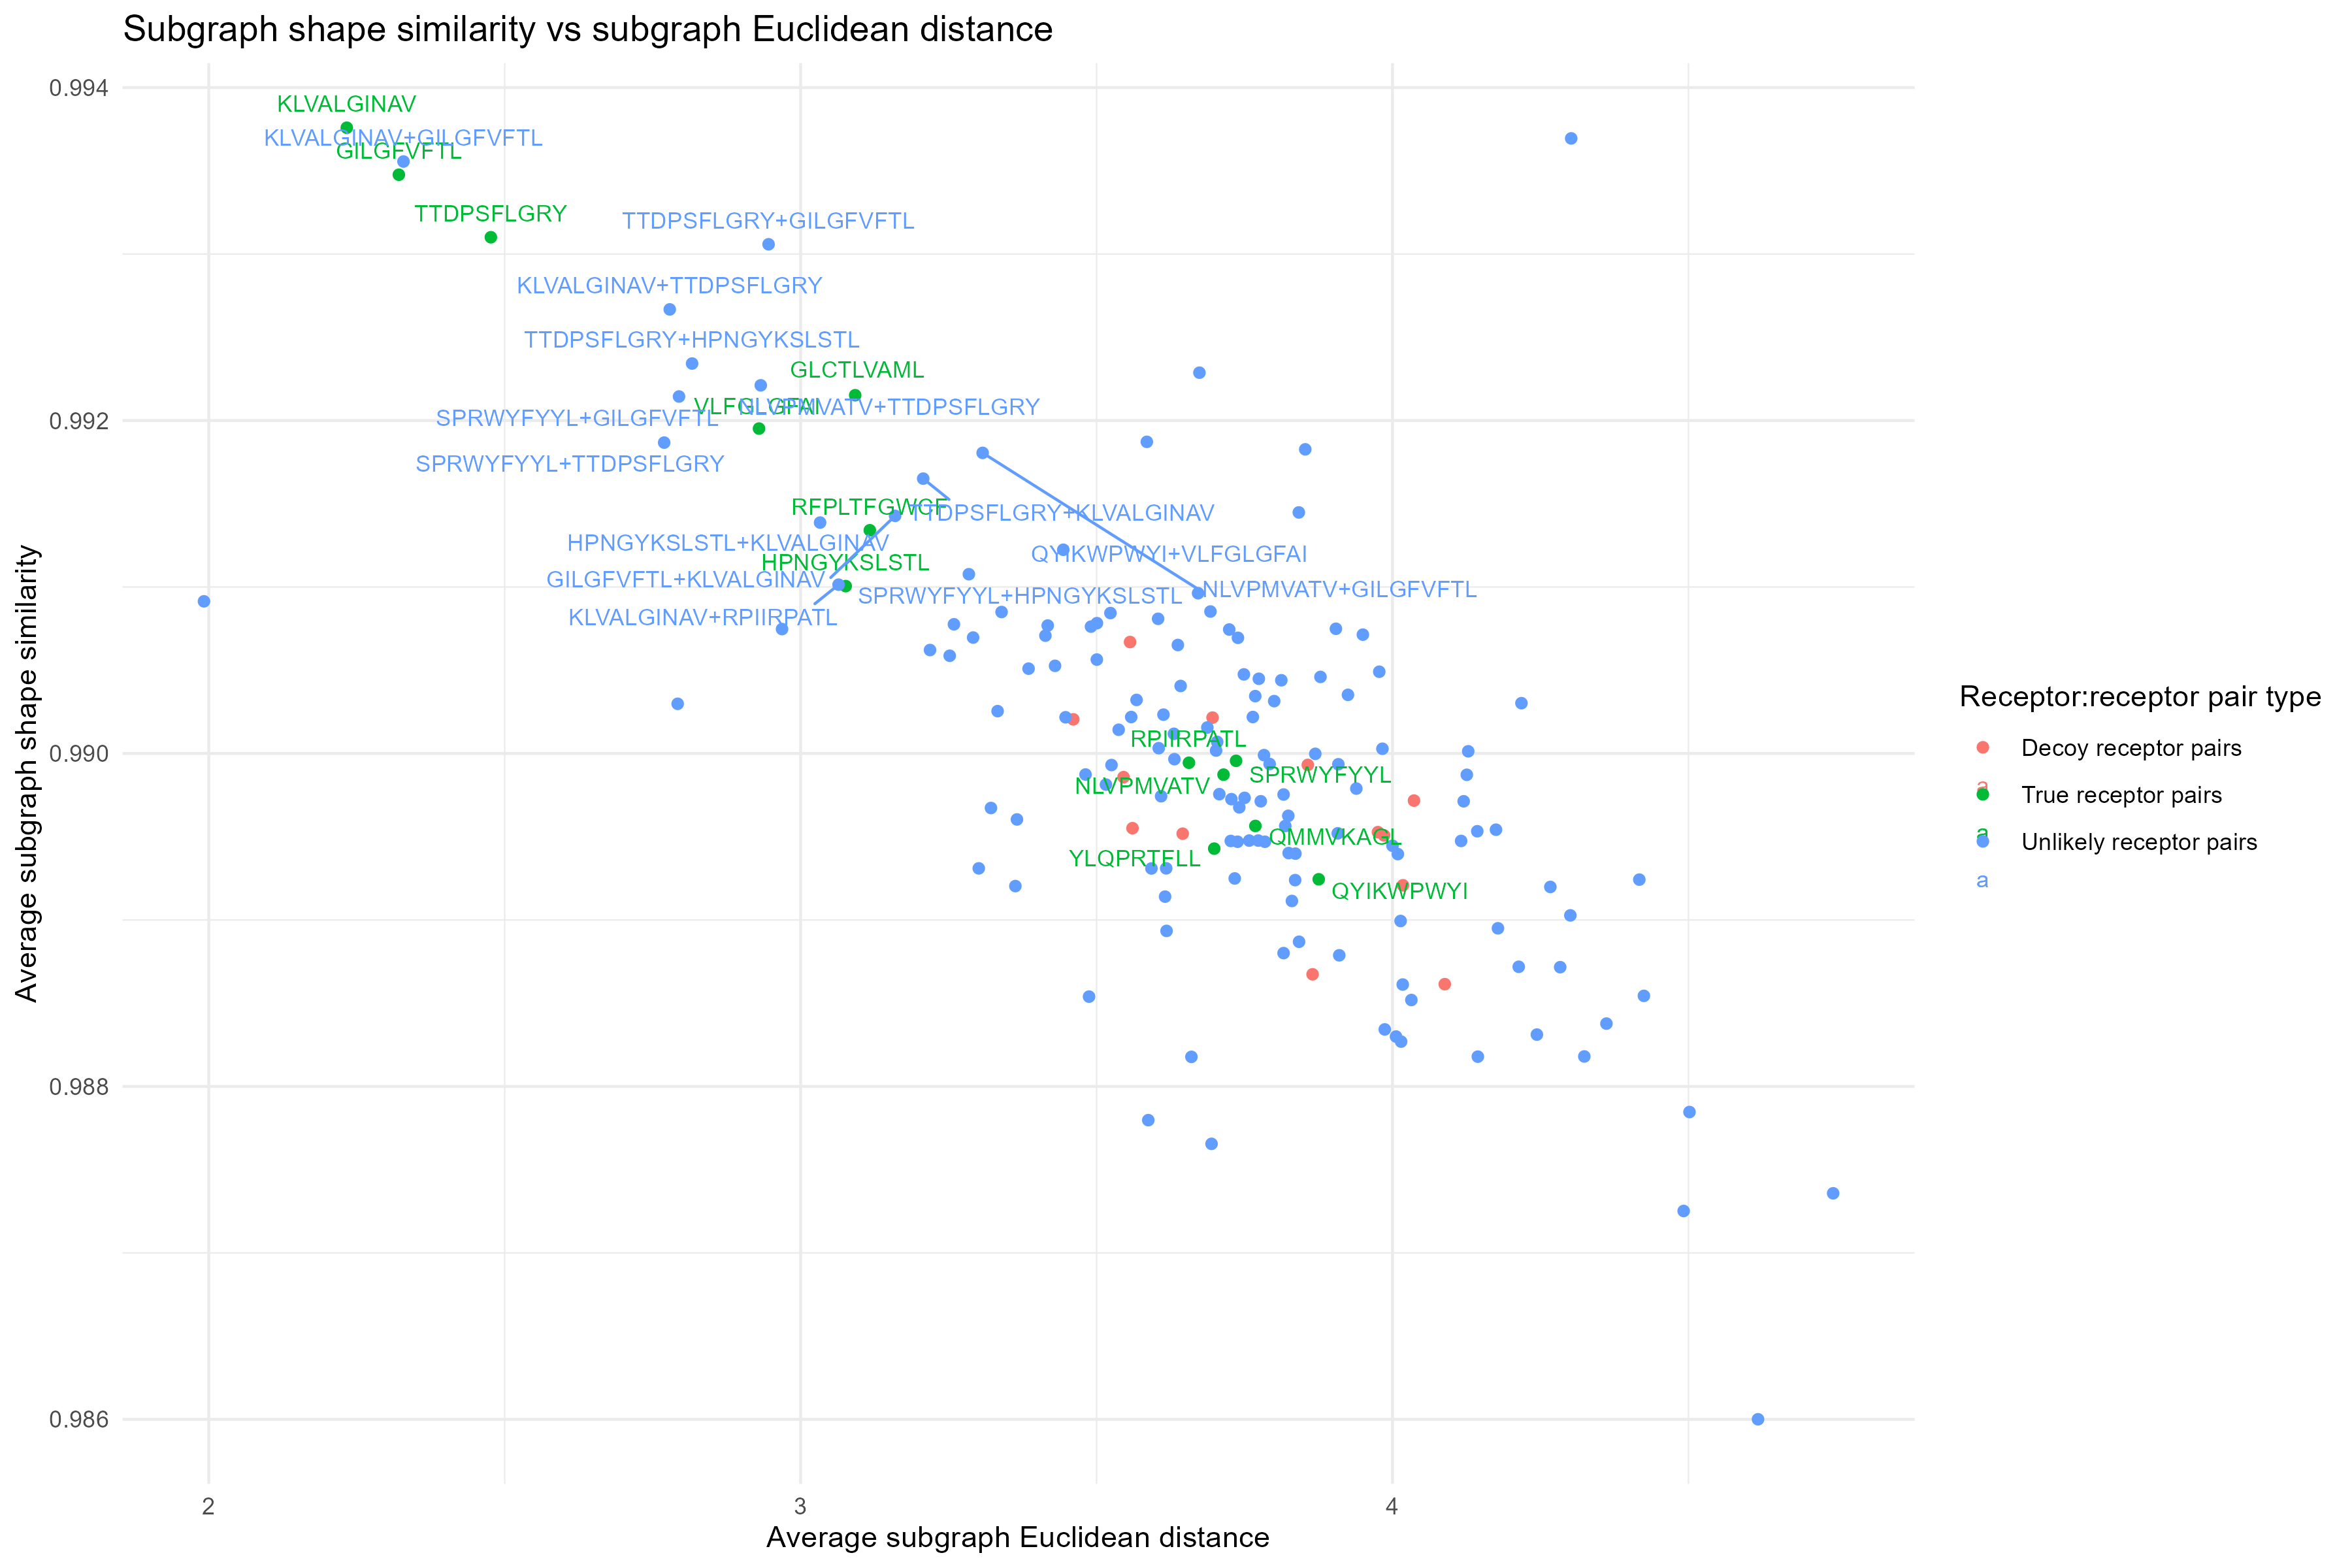 Subgraph shape similarity vs subgraph Euclidean distance
0.994
KLVALGINAV
KLVALGINAV+GILGFVFTL
GILGFVFTL
TTDPSFLGRY
TTDPSFLGRY+GILGFVFTL
KLVALGINAV+TTDPSFLGRY
TTDPSFLGRY+HPNGYKSLSTL
GLCTLVAML
VLFGLGFAI
NLVPMVATV+TTDPSFLGRY
0.992
SPRWYFYYL+GILGFVFTL
SPRWYFYYL+TTDPSFLGRY
RFPLTFGWCF
TTDPSFLGRY+KLVALGINAV
HPNGYKSLSTL+KLVALGINAV
QYIKWPWYI+VLFGLGFAI
HPNGYKSLSTL
GILGFVFTL+KLVALGINAV
NLVPMVATV+GILGFVFTL
SPRWYFYYL+HPNGYKSLSTL
KLVALGINAV+RPIIRPATL
RPIIRPATL
0.990
SPRWYFYYL
NLVPMVATV
QMMVKAGL
YLQPRTFLL
QYIKWPWYI
0.988
0.986
2
3
4
Average subgraph Euclidean distance
Average subgraph shape similarity
Receptor:receptor pair type
Decoy receptor pairs
a
True receptor pairs
a
Unlikely receptor pairs
a